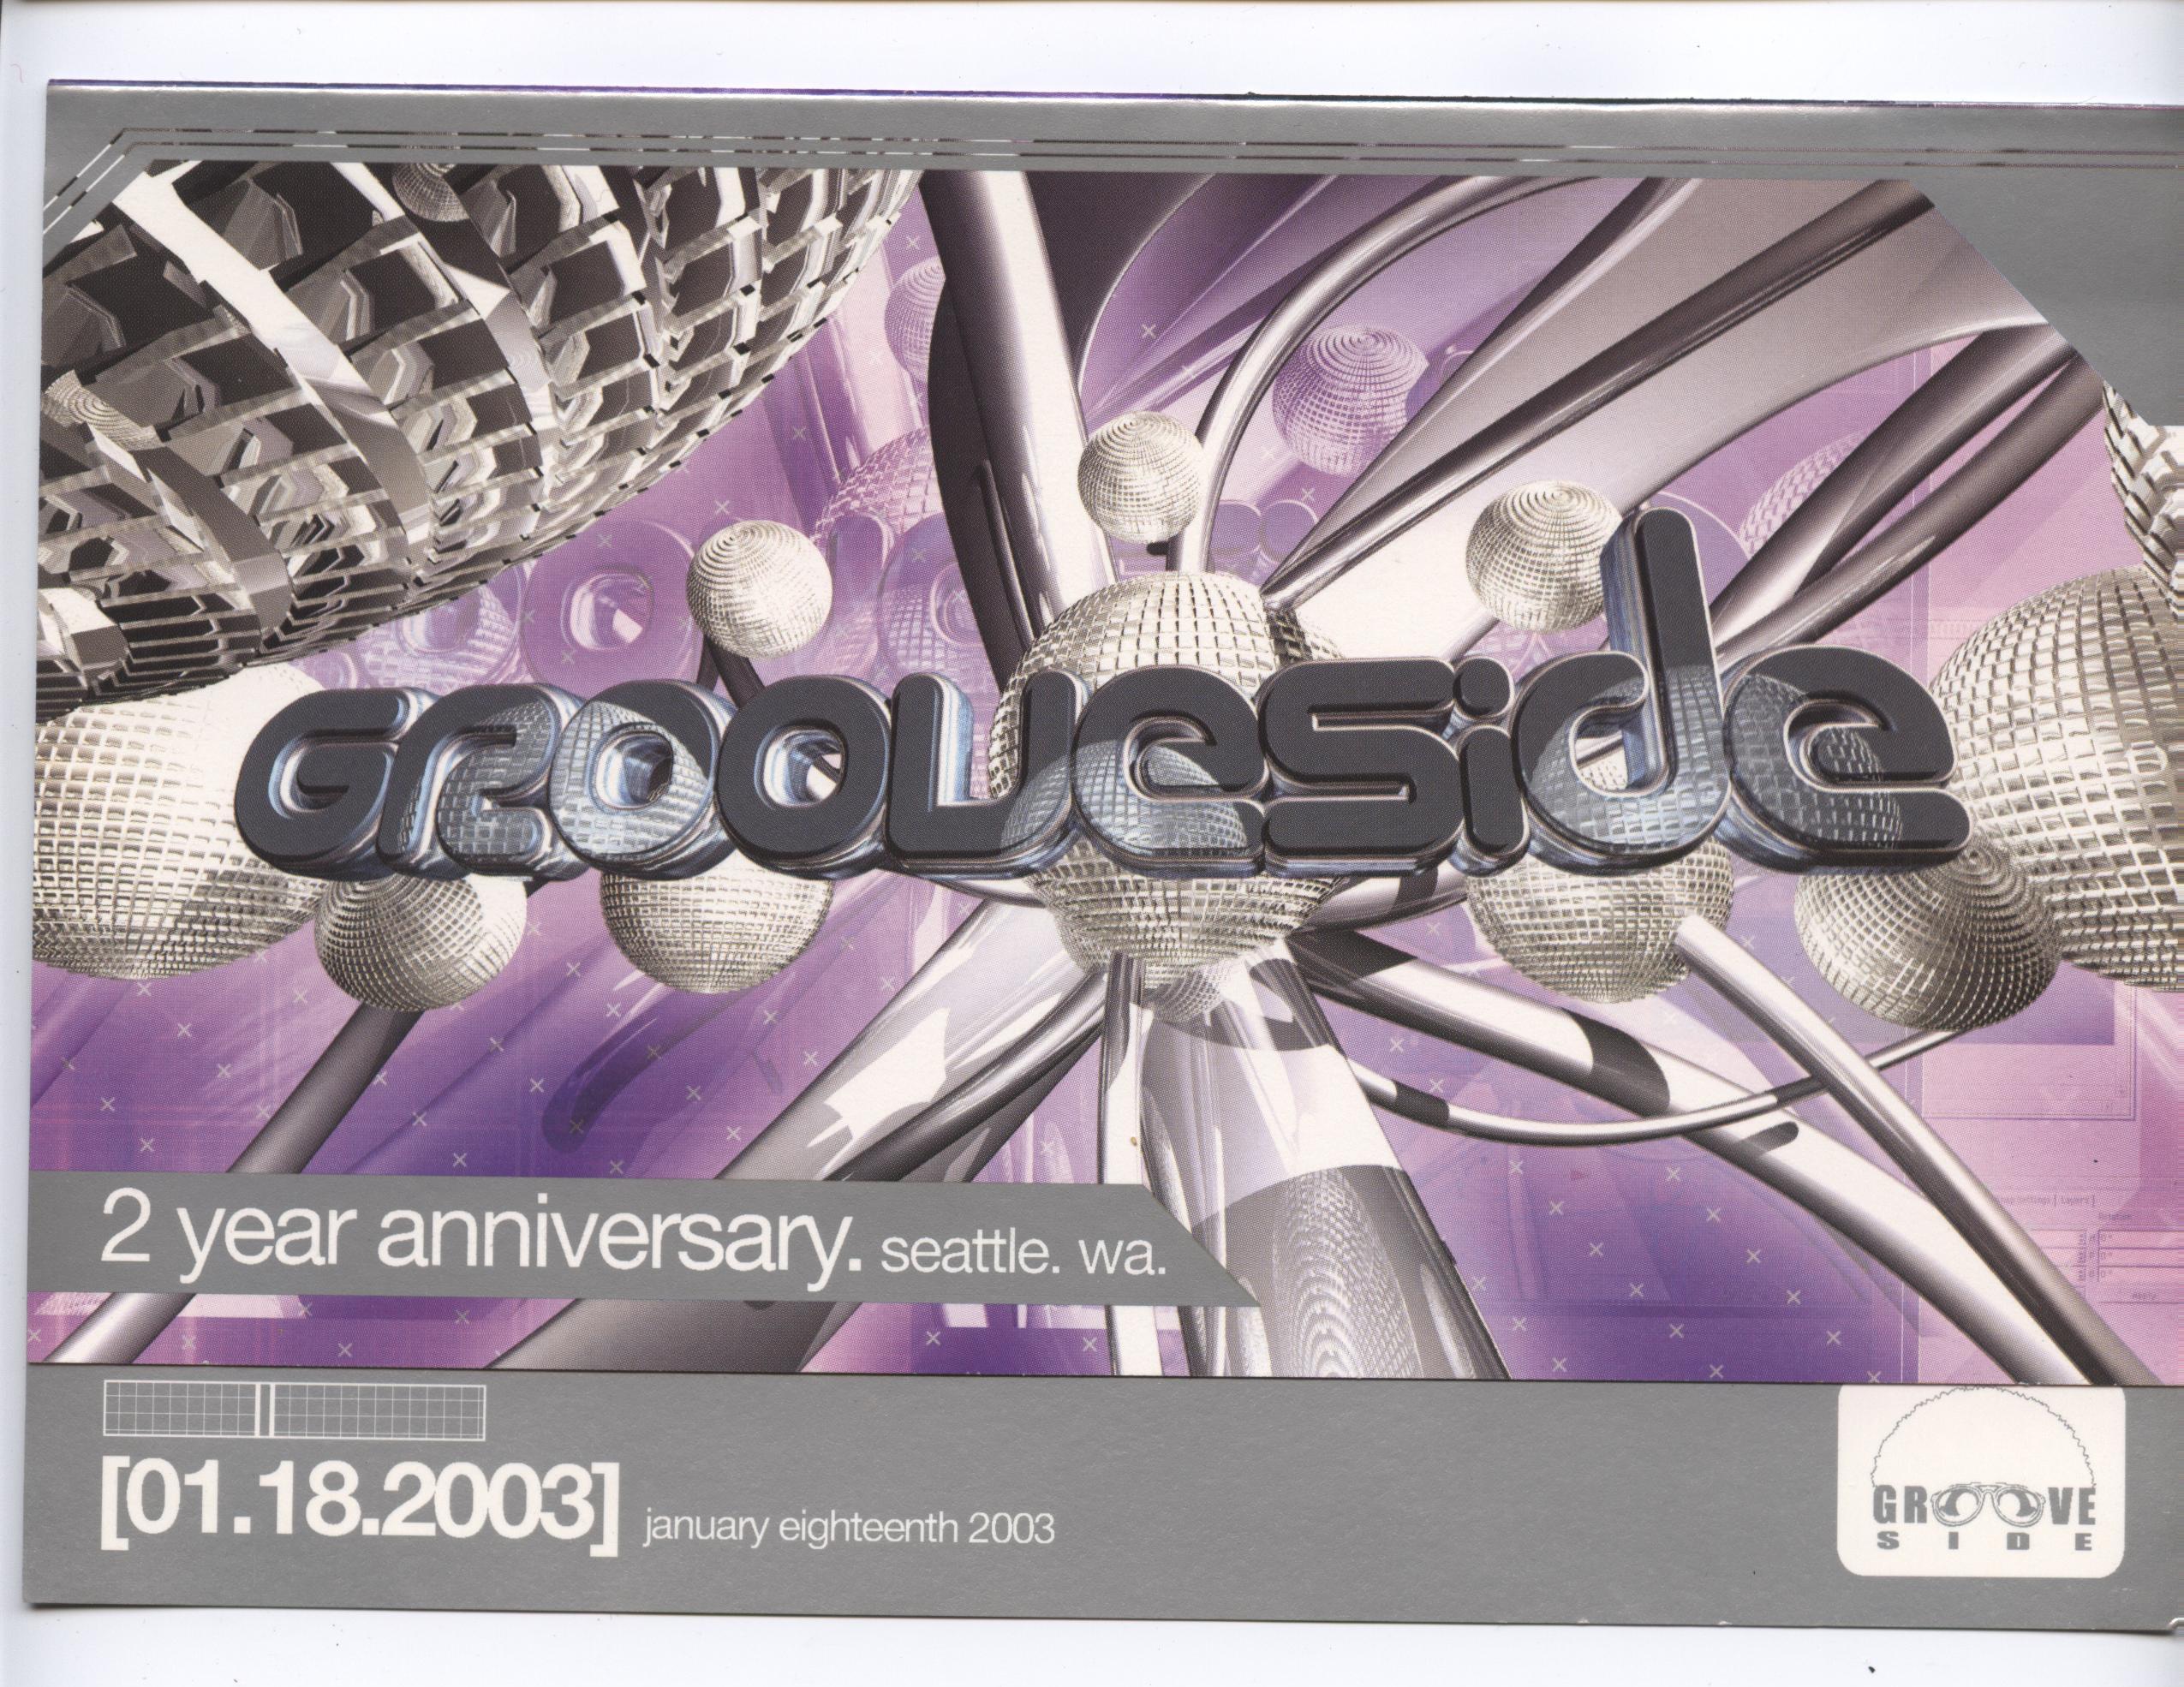 Grooveside
2 year anniversary. seattle. wa.
[01.18.2003] january eighteenth 2003
GROOVE
SIDE